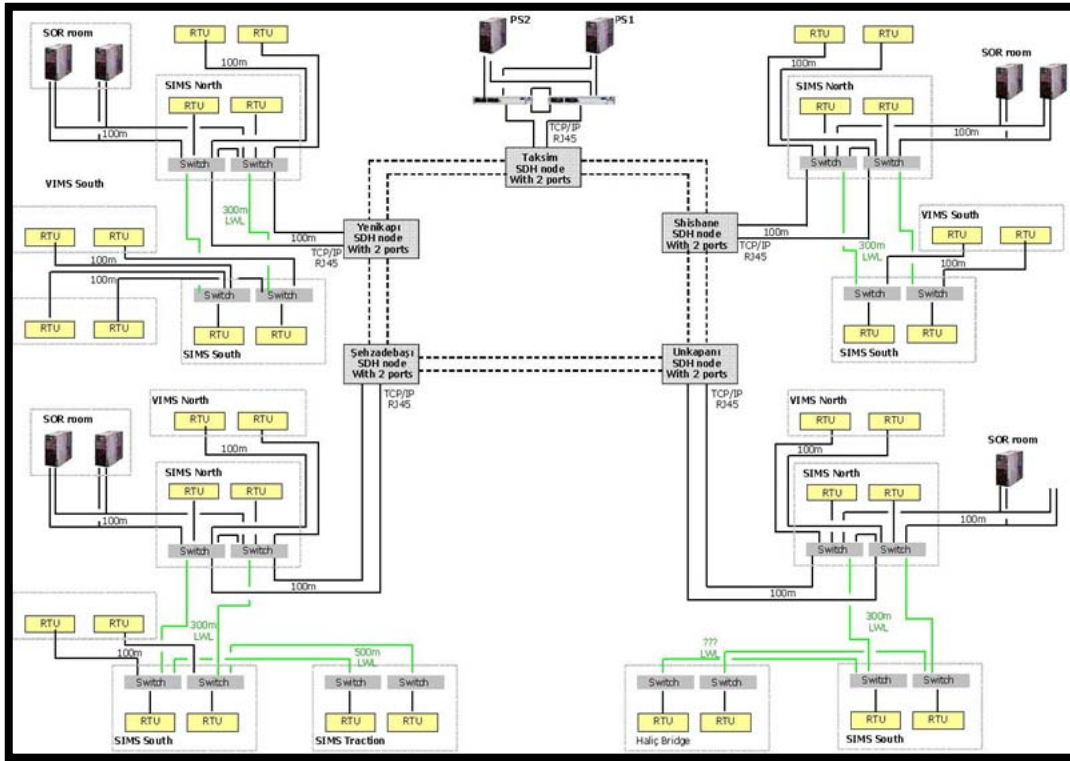 SOR room
RTU
RTU
100m
SIMS North
RTU
RTU
100m
Switch
Switch
VIMS South
300m
LWL
RTU
RTU
100m
100m
100m
Switch
Switch
RTU
RTU
RTU
RTU
SIMS South
PS2
PS1
TCP/IP
RJ45
Taksim
SDH node
With 2 ports
Yenikapı
SDH node
With 2 ports
TCP/IP
RJ45
Shishane
SDH node
With 2 ports
TCP/IP
RJ45
Şehzadebaşı
SDH node
With 2 ports
TCP/IP
RJ45
Unkapanı
SDH node
With 2 ports
TCP/IP
RJ45
RTU
RTU
100m
SOR room
SIMS North
RTU
RTU
100m
Switch
Switch
100m
VIMS South
RTU
RTU
300m
LWL
100m
Switch
Switch
RTU
RTU
SIMS South
VIMS North
RTU
RTU
SOR room
100m
SIMS North
RTU
RTU
100m
Switch
Switch
100m
RTU
RTU
300m
LWL
100m
500m
LWL
Switch
Switch
Switch
Switch
RTU
RTU
RTU
RTU
SIMS South
SIMS Traction
VIMS North
RTU
RTU
100m
SOR room
SIMS North
RTU
RTU
100m
Switch
Switch
100m
300m
LWL
???
LWL
Switch
Switch
Switch
Switch
RTU
RTU
RTU
RTU
Haliç Bridge
SIMS South